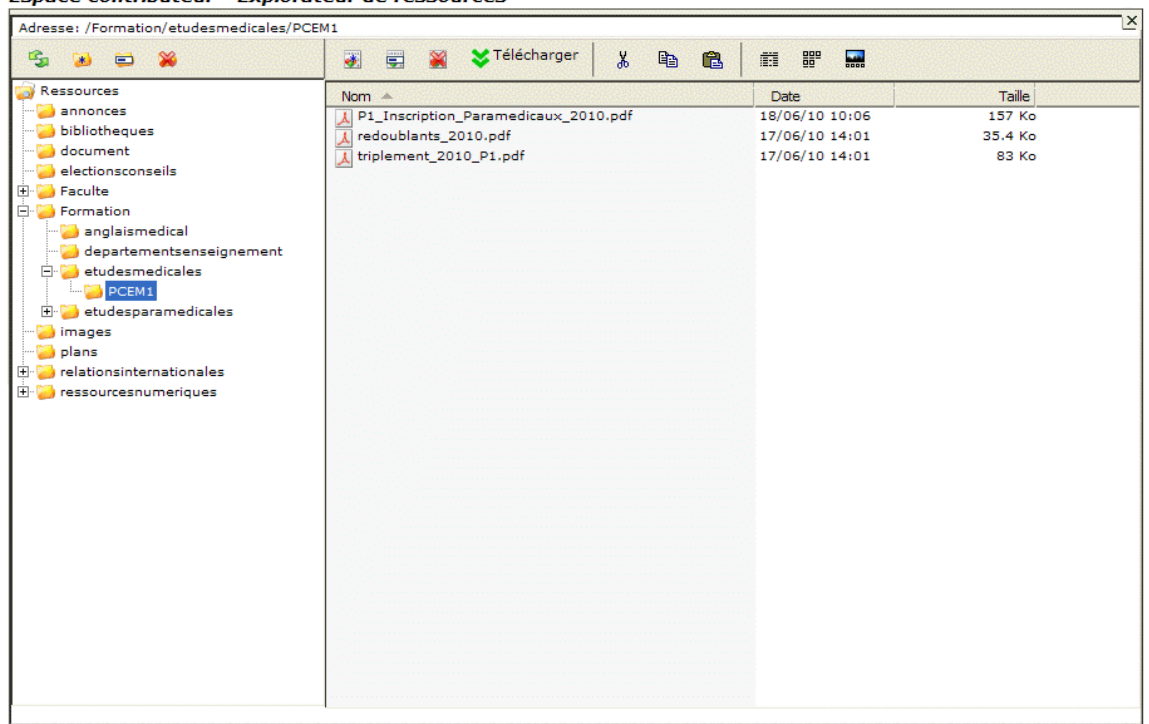 Espace contributeur – Explorateur de ressources
Adresse: /Formation/etudesmedicales/PCEM1
Télécharger
Ressources
annonces
bibliotheques
document
electionsconseils
Faculte
Formation
anglaismedical
departementsenseignement
etudesmedicales
PCEM1
etudesparamedicales
images
plans
relationsinternationales
ressourcesnumeriques
Nom Date Taille
P1_Inscription_Paramedicaux_2010.pdf 18/06/10 10:06 157 Ko
redoublants_2010.pdf 17/06/10 14:01 35.4 Ko
triplement_2010_P1.pdf 17/06/10 14:01 83 Ko